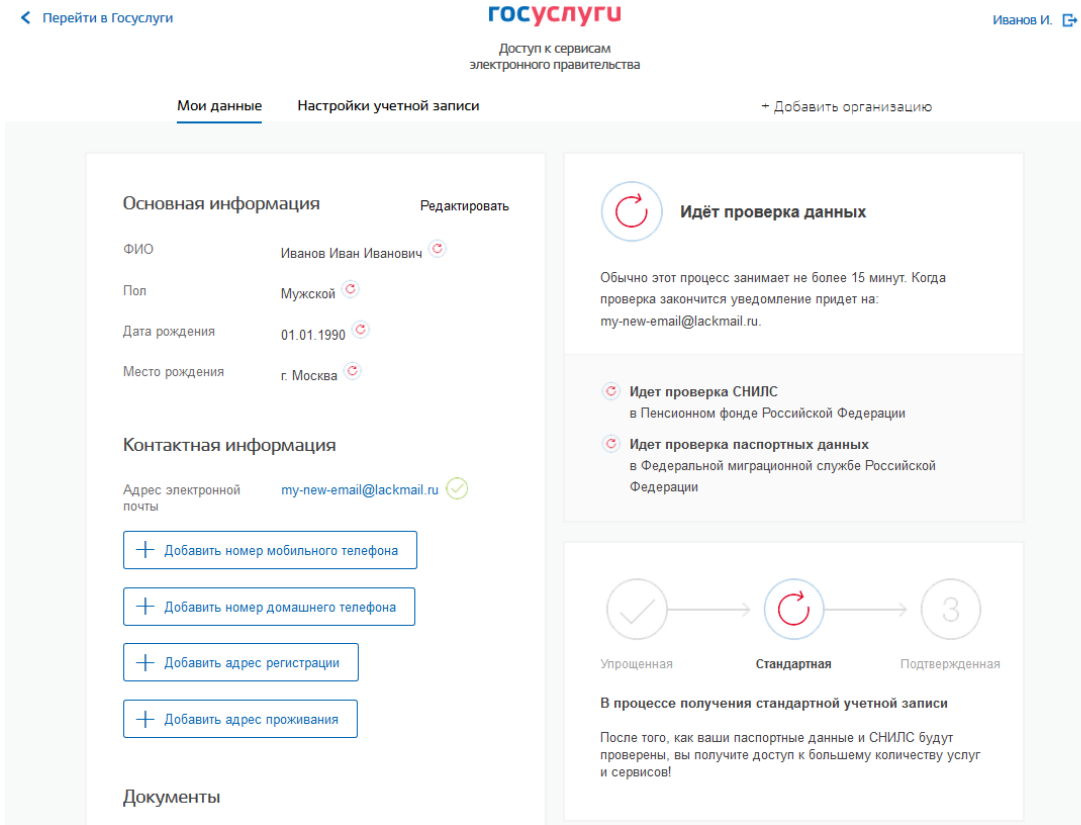 Перейти в Госуслуги
госуслуги
Иванов И.
Доступ к сервисам
электронного правительства
Мои данные
Настройки учетной записи
+ Добавить организацию
Основная информация
Редактировать
ФИО
Иванов Иван Иванович
Пол
Мужской
Дата рождения
01.01.1990
Место рождения
г. Москва
Контактная информация
Адрес электронной
почты
my-new-email@lackmail.ru
Добавить номер мобильного телефона
Добавить номер домашнего телефона
Добавить адрес регистрации
Добавить адрес проживания
Документы
Идёт проверка данных
Обычно этот процесс занимает не более 15 минут. Когда
проверка закончится уведомление придет на:
my-new-email@lackmail.ru.
Идет проверка СНИЛС
в Пенсионном фонде Российской Федерации
Идет проверка паспортных данных
в Федеральной миграционной службе Российской
Федерации
3
Упрощенная
Стандартная
Подтвержденная
В процессе получения стандартной учетной записи
После того, как ваши паспортные данные и СНИЛС будут
проверены, вы получите доступ к большему количеству услуг
и сервисов!